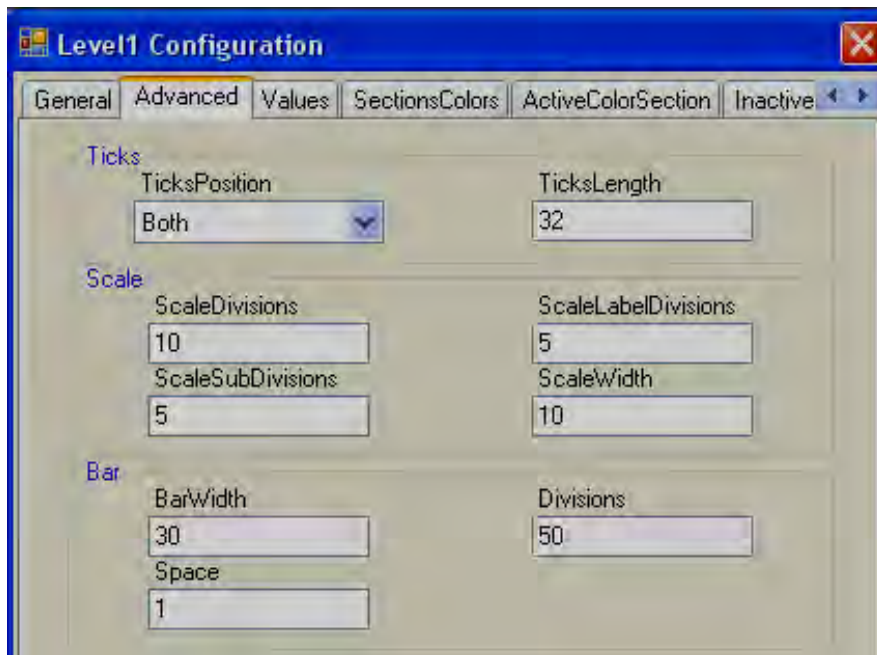 Level1 Configuration
General Advanced Values SectionsColors ActiveColorSection Inactive
Ticks
TicksPosition TicksLength
Both 32
Scale
ScaleDivisions ScaleLabelDivisions
10 5
ScaleSubDivisions ScaleWidth
5 10
Bar
BarWidth Divisions
30 50
Space
1